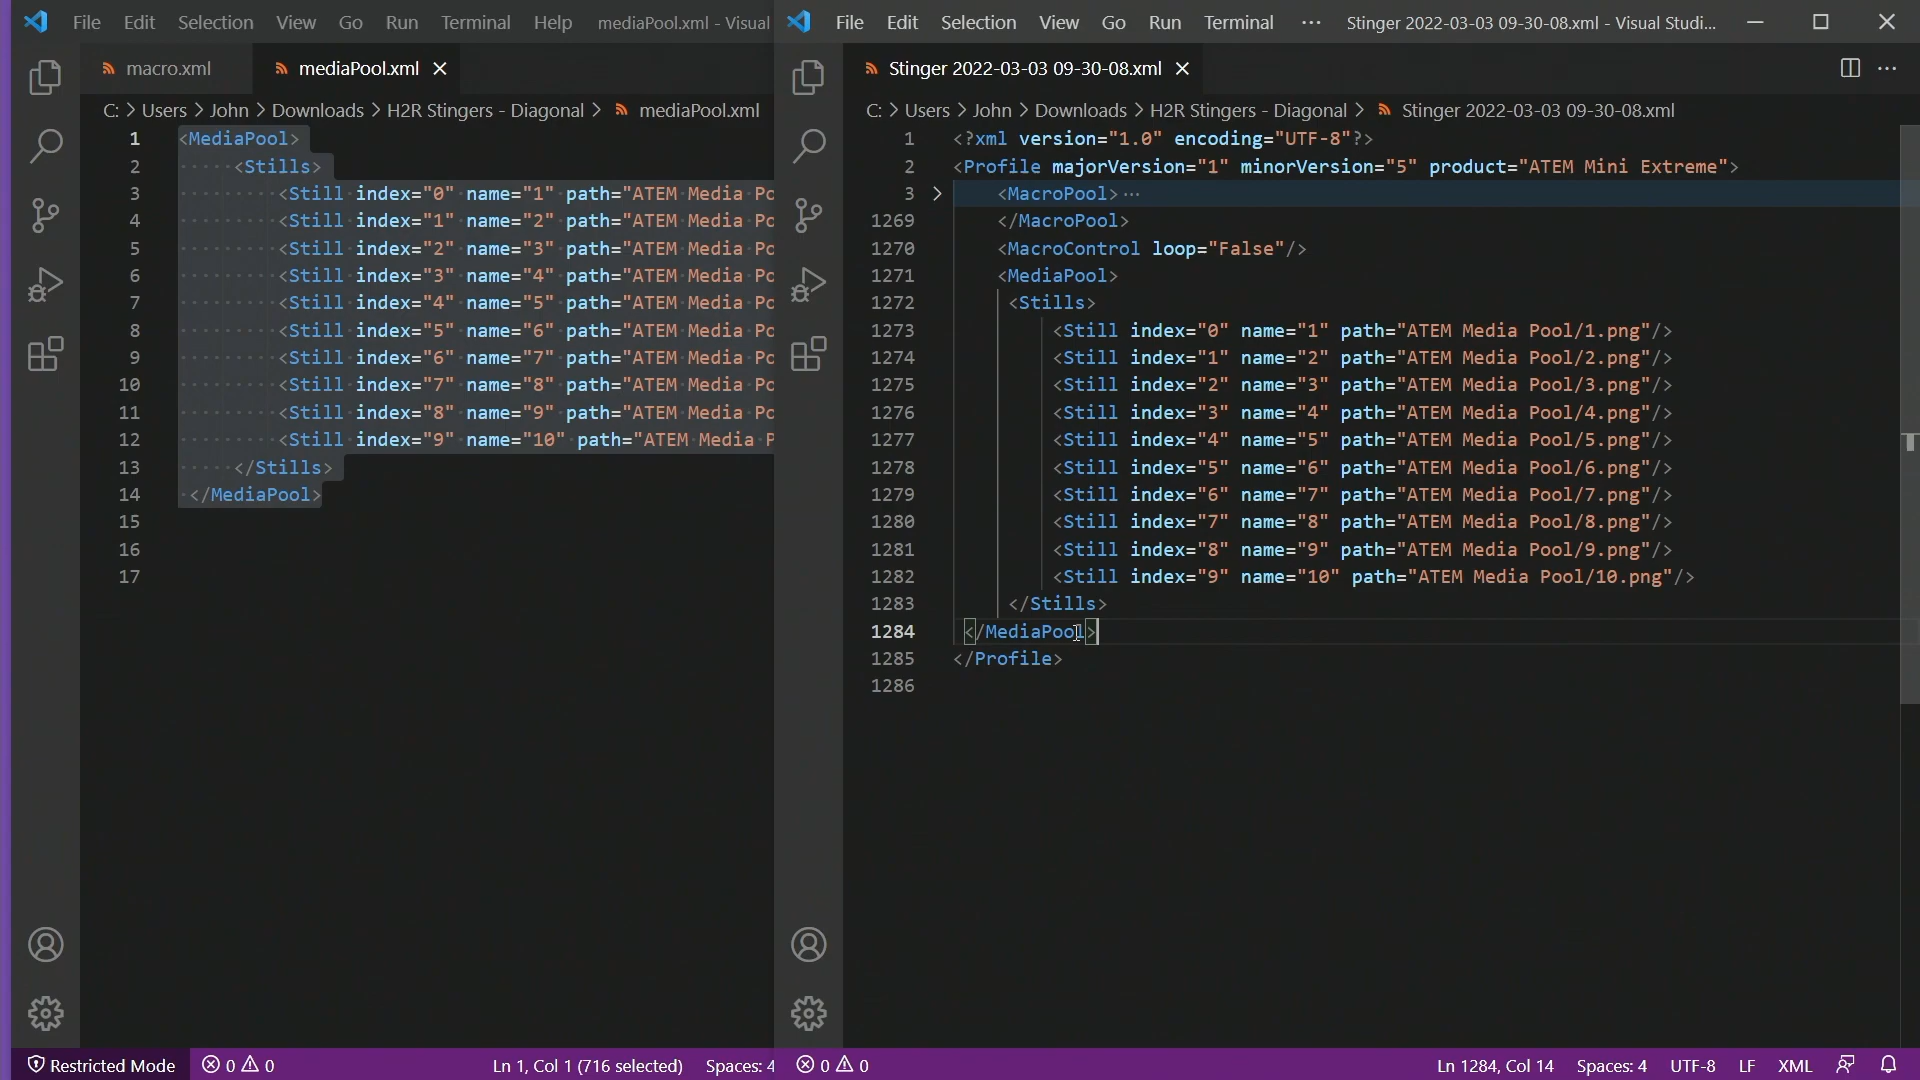 File Edit Selection View Go Run Terminal Help mediaPool.xml - Visual
macro.xml mediaPool.xml
C: > Users > John > Downloads > H2R Stingers - Diagonal > mediaPool.xml
1 <MediaPool>
2 <Stills>
3 <Still index="0" name="1" path="ATEM Media Po
4 <Still index="1" name="2" path="ATEM Media Po
5 <Still index="2" name="3" path="ATEM Media Po
6 <Still index="3" name="4" path="ATEM Media Po
7 <Still index="4" name="5" path="ATEM Media Po
8 <Still index="5" name="6" path="ATEM Media Po
9 <Still index="6" name="7" path="ATEM Media Po
10 <Still index="7" name="8" path="ATEM Media Po
11 <Still index="8" name="9" path="ATEM Media Po
12 <Still index="9" name="10" path="ATEM Media P
13 </Stills>
14 </MediaPool>
15
16
17
Restricted Mode 0 0 Ln 1, Col 1 (716 selected) Spaces: 4
File Edit Selection View Go Run Terminal ··· Stinger 2022-03-03 09-30-08.xml - Visual Studi...
Stinger 2022-03-03 09-30-08.xml
C: > Users > John > Downloads > H2R Stingers - Diagonal > Stinger 2022-03-03 09-30-08.xml
1 <?xml version="1.0" encoding="UTF-8"?>
2 <Profile majorVersion="1" minorVersion="5" product="ATEM Mini Extreme">
3 <MacroPool>···
1269 </MacroPool>
1270 <MacroControl loop="False"/>
1271 <MediaPool>
1272 <Stills>
1273 <Still index="0" name="1" path="ATEM Media Pool/1.png"/>
1274 <Still index="1" name="2" path="ATEM Media Pool/2.png"/>
1275 <Still index="2" name="3" path="ATEM Media Pool/3.png"/>
1276 <Still index="3" name="4" path="ATEM Media Pool/4.png"/>
1277 <Still index="4" name="5" path="ATEM Media Pool/5.png"/>
1278 <Still index="5" name="6" path="ATEM Media Pool/6.png"/>
1279 <Still index="6" name="7" path="ATEM Media Pool/7.png"/>
1280 <Still index="7" name="8" path="ATEM Media Pool/8.png"/>
1281 <Still index="8" name="9" path="ATEM Media Pool/9.png"/>
1282 <Still index="9" name="10" path="ATEM Media Pool/10.png"/>
1283 </Stills>
1284 </MediaPool>
1285 </Profile>
1286
0 0 Ln 1284, Col 14 Spaces: 4 UTF-8 LF XML